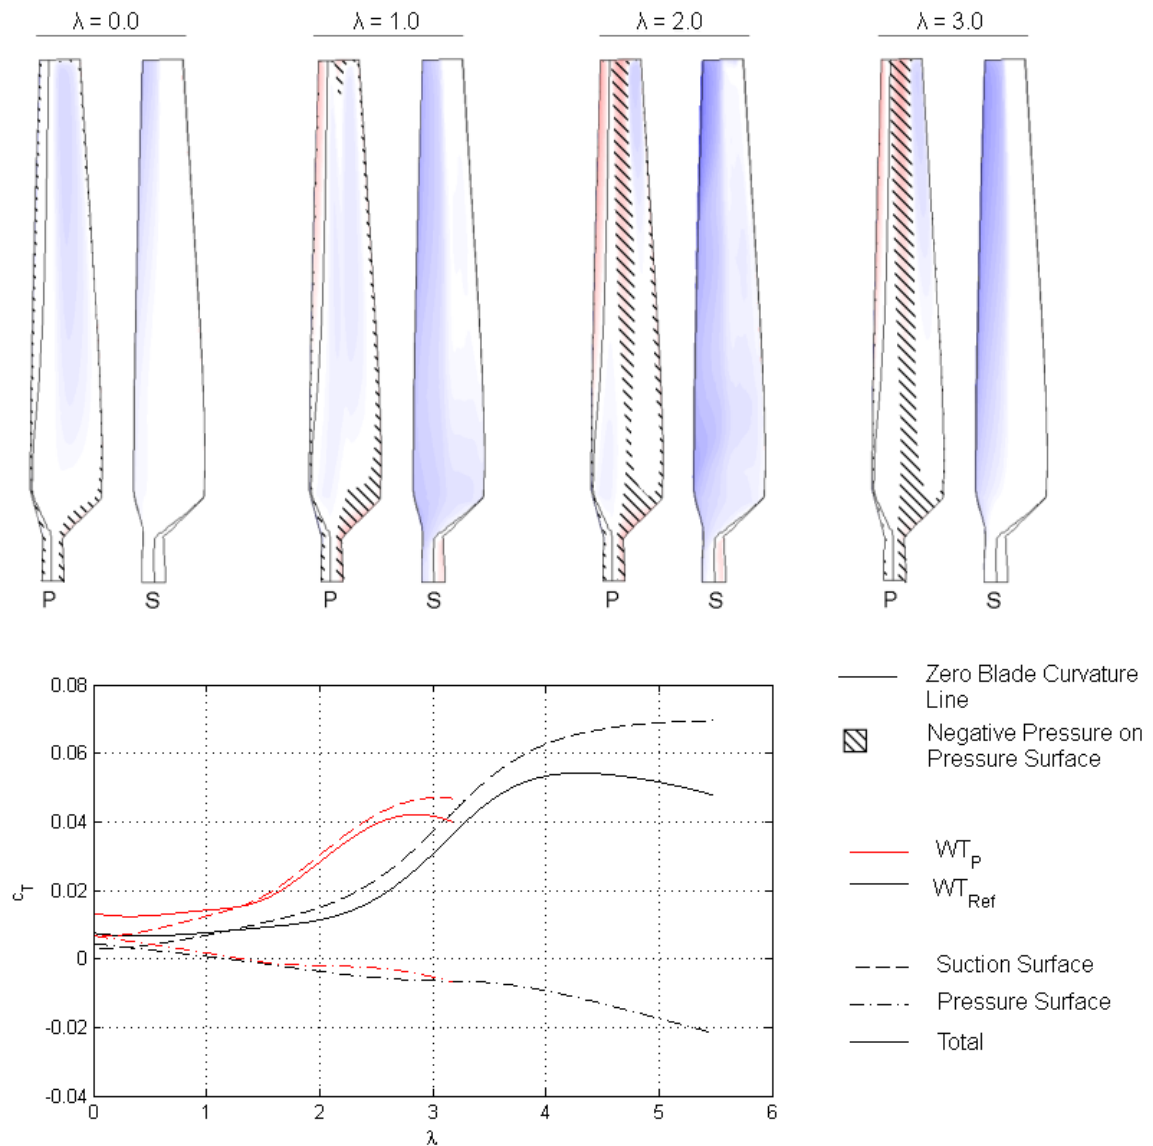 λ = 0.0 λ = 1.0 λ = 2.0 λ = 3.0
P S P S P S P S
Zero Blade Curvature
Line
Negative Pressure on
Pressure Surface
WT_P
WT_Ref
Suction Surface
Pressure Surface
Total
0.08
0.06
0.04
0.02
0
-0.02
-0.04
c_T
0 1 2 3 4 5 6
λ